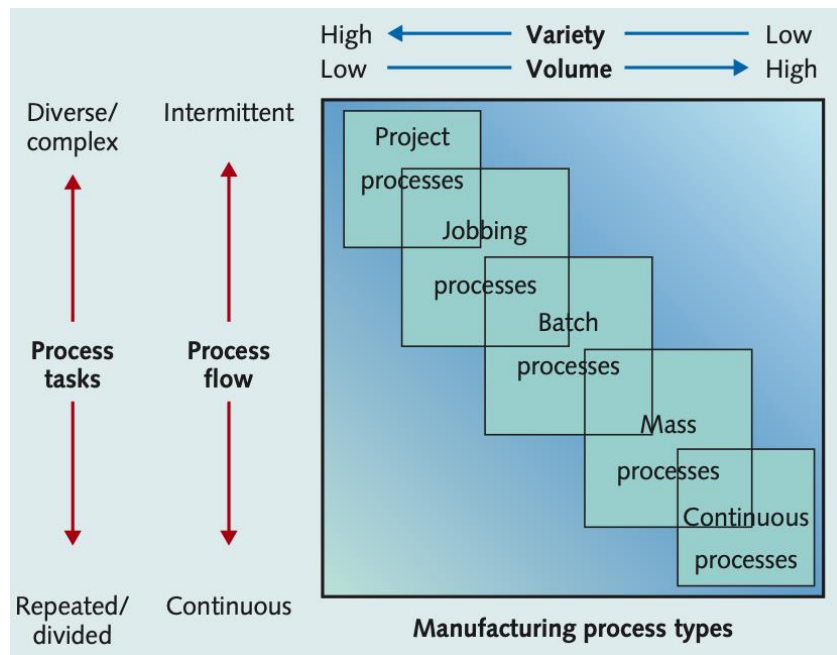 High Variety Low
Low Volume High
Diverse/
complex
Intermittent
Process
tasks
Process
flow
Repeated/
divided
Continuous
Project
processes
Jobbing
processes
Batch
processes
Mass
processes
Continuous
processes
Manufacturing process types